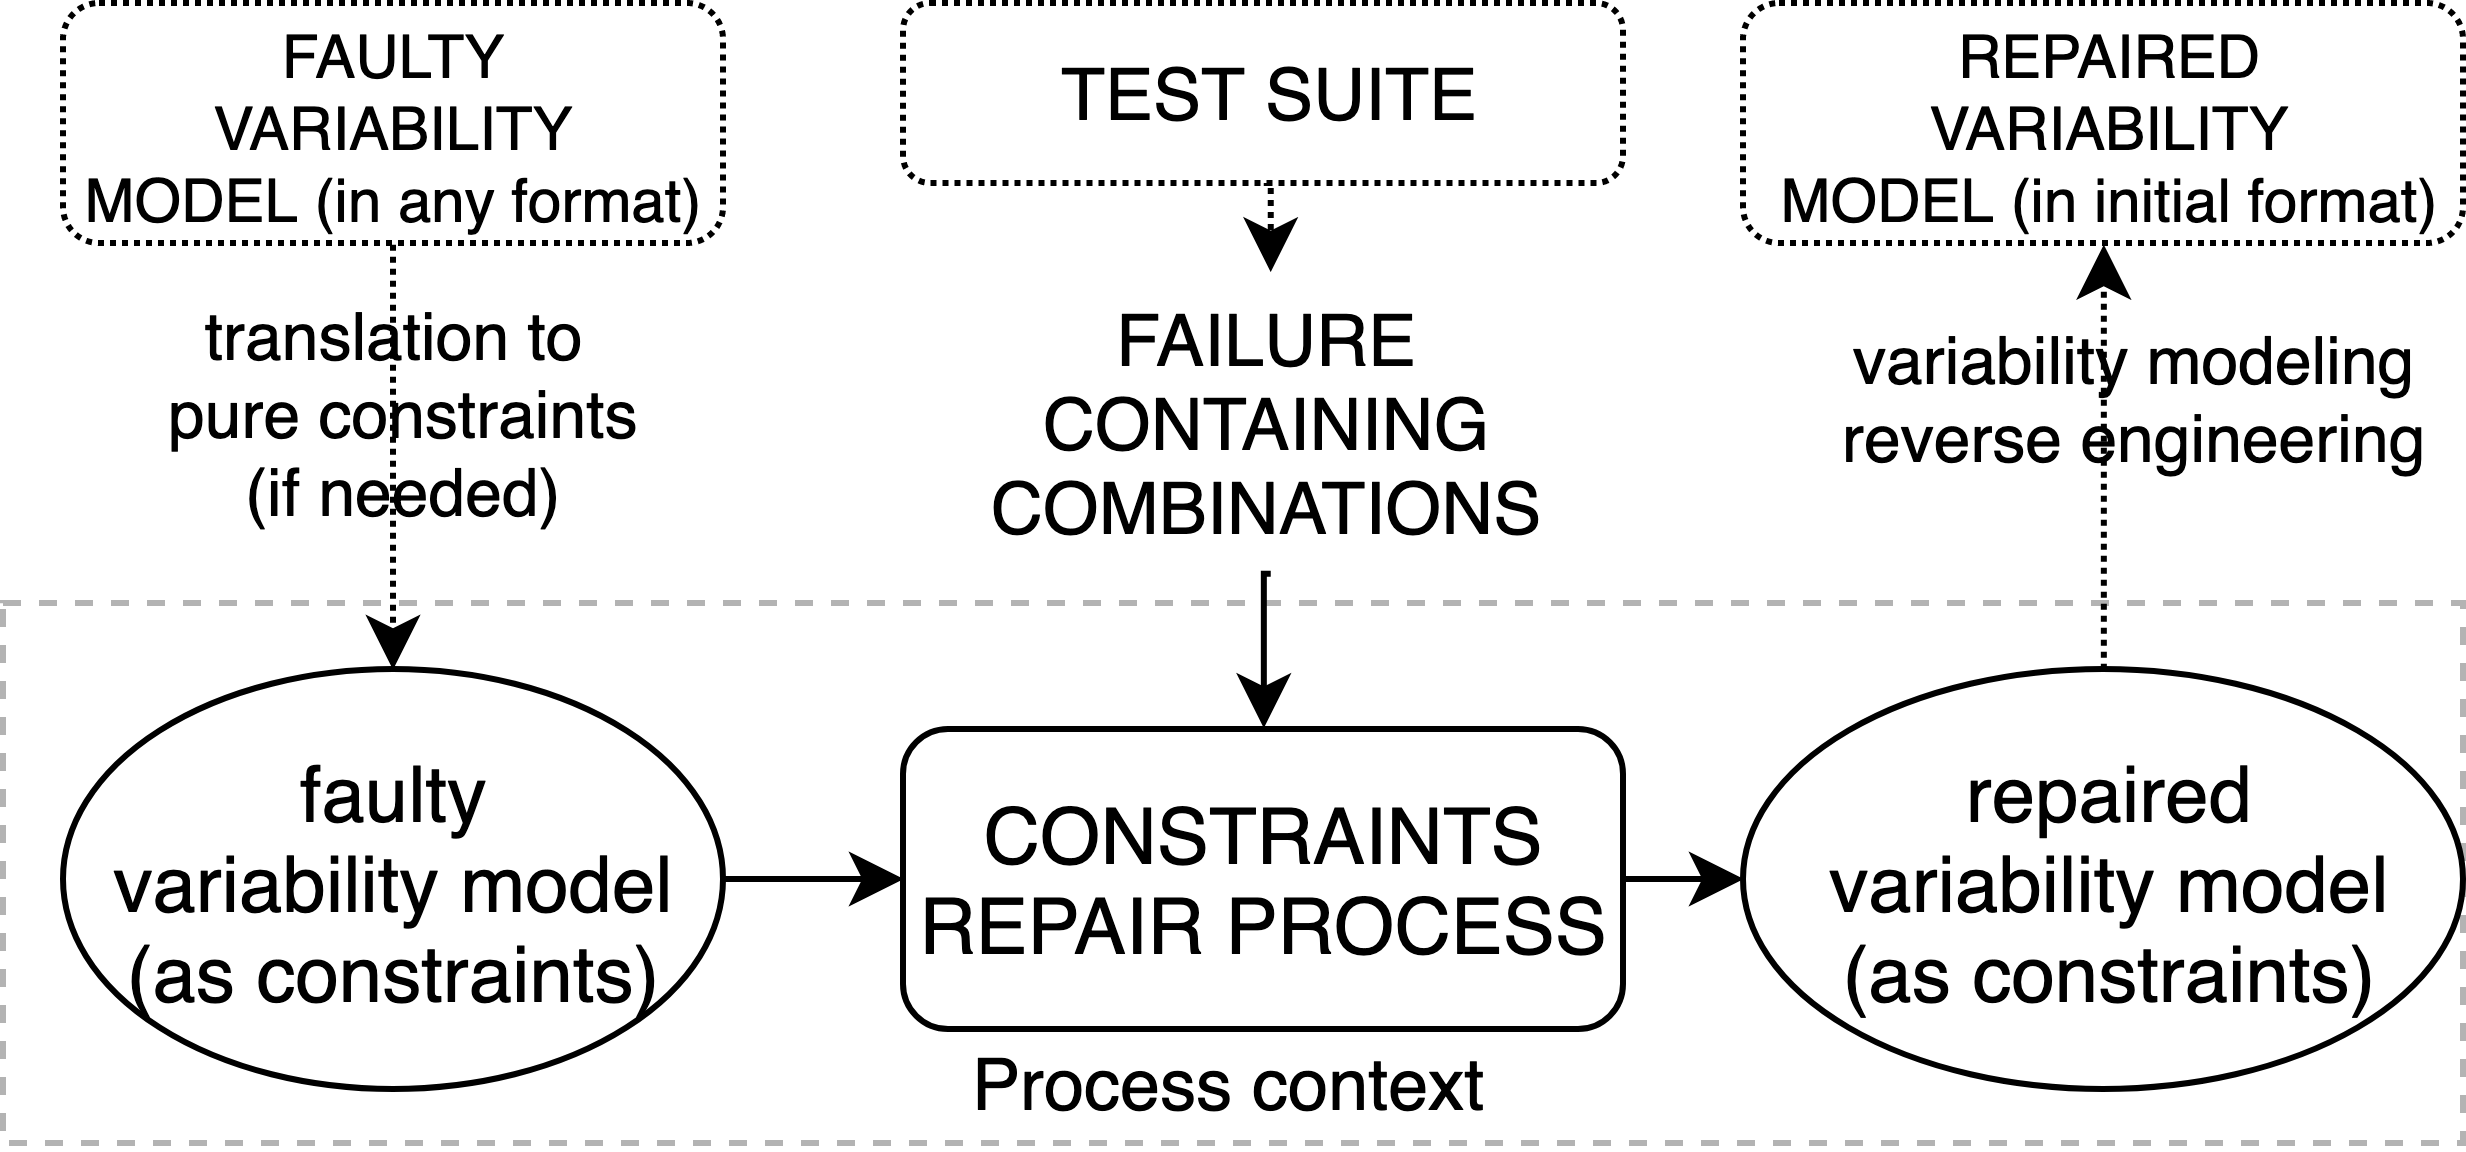 FAULTY
VARIABILITY
MODEL (in any format)
TEST SUITE
REPAIRED
VARIABILITY
MODEL (in initial format)
translation to
pure constraints
(if needed)
FAILURE
CONTAINING
COMBINATIONS
variability modeling
reverse engineering
faulty
variability model
(as constraints)
CONSTRAINTS
REPAIR PROCESS
repaired
variability model
(as constraints)
Process context